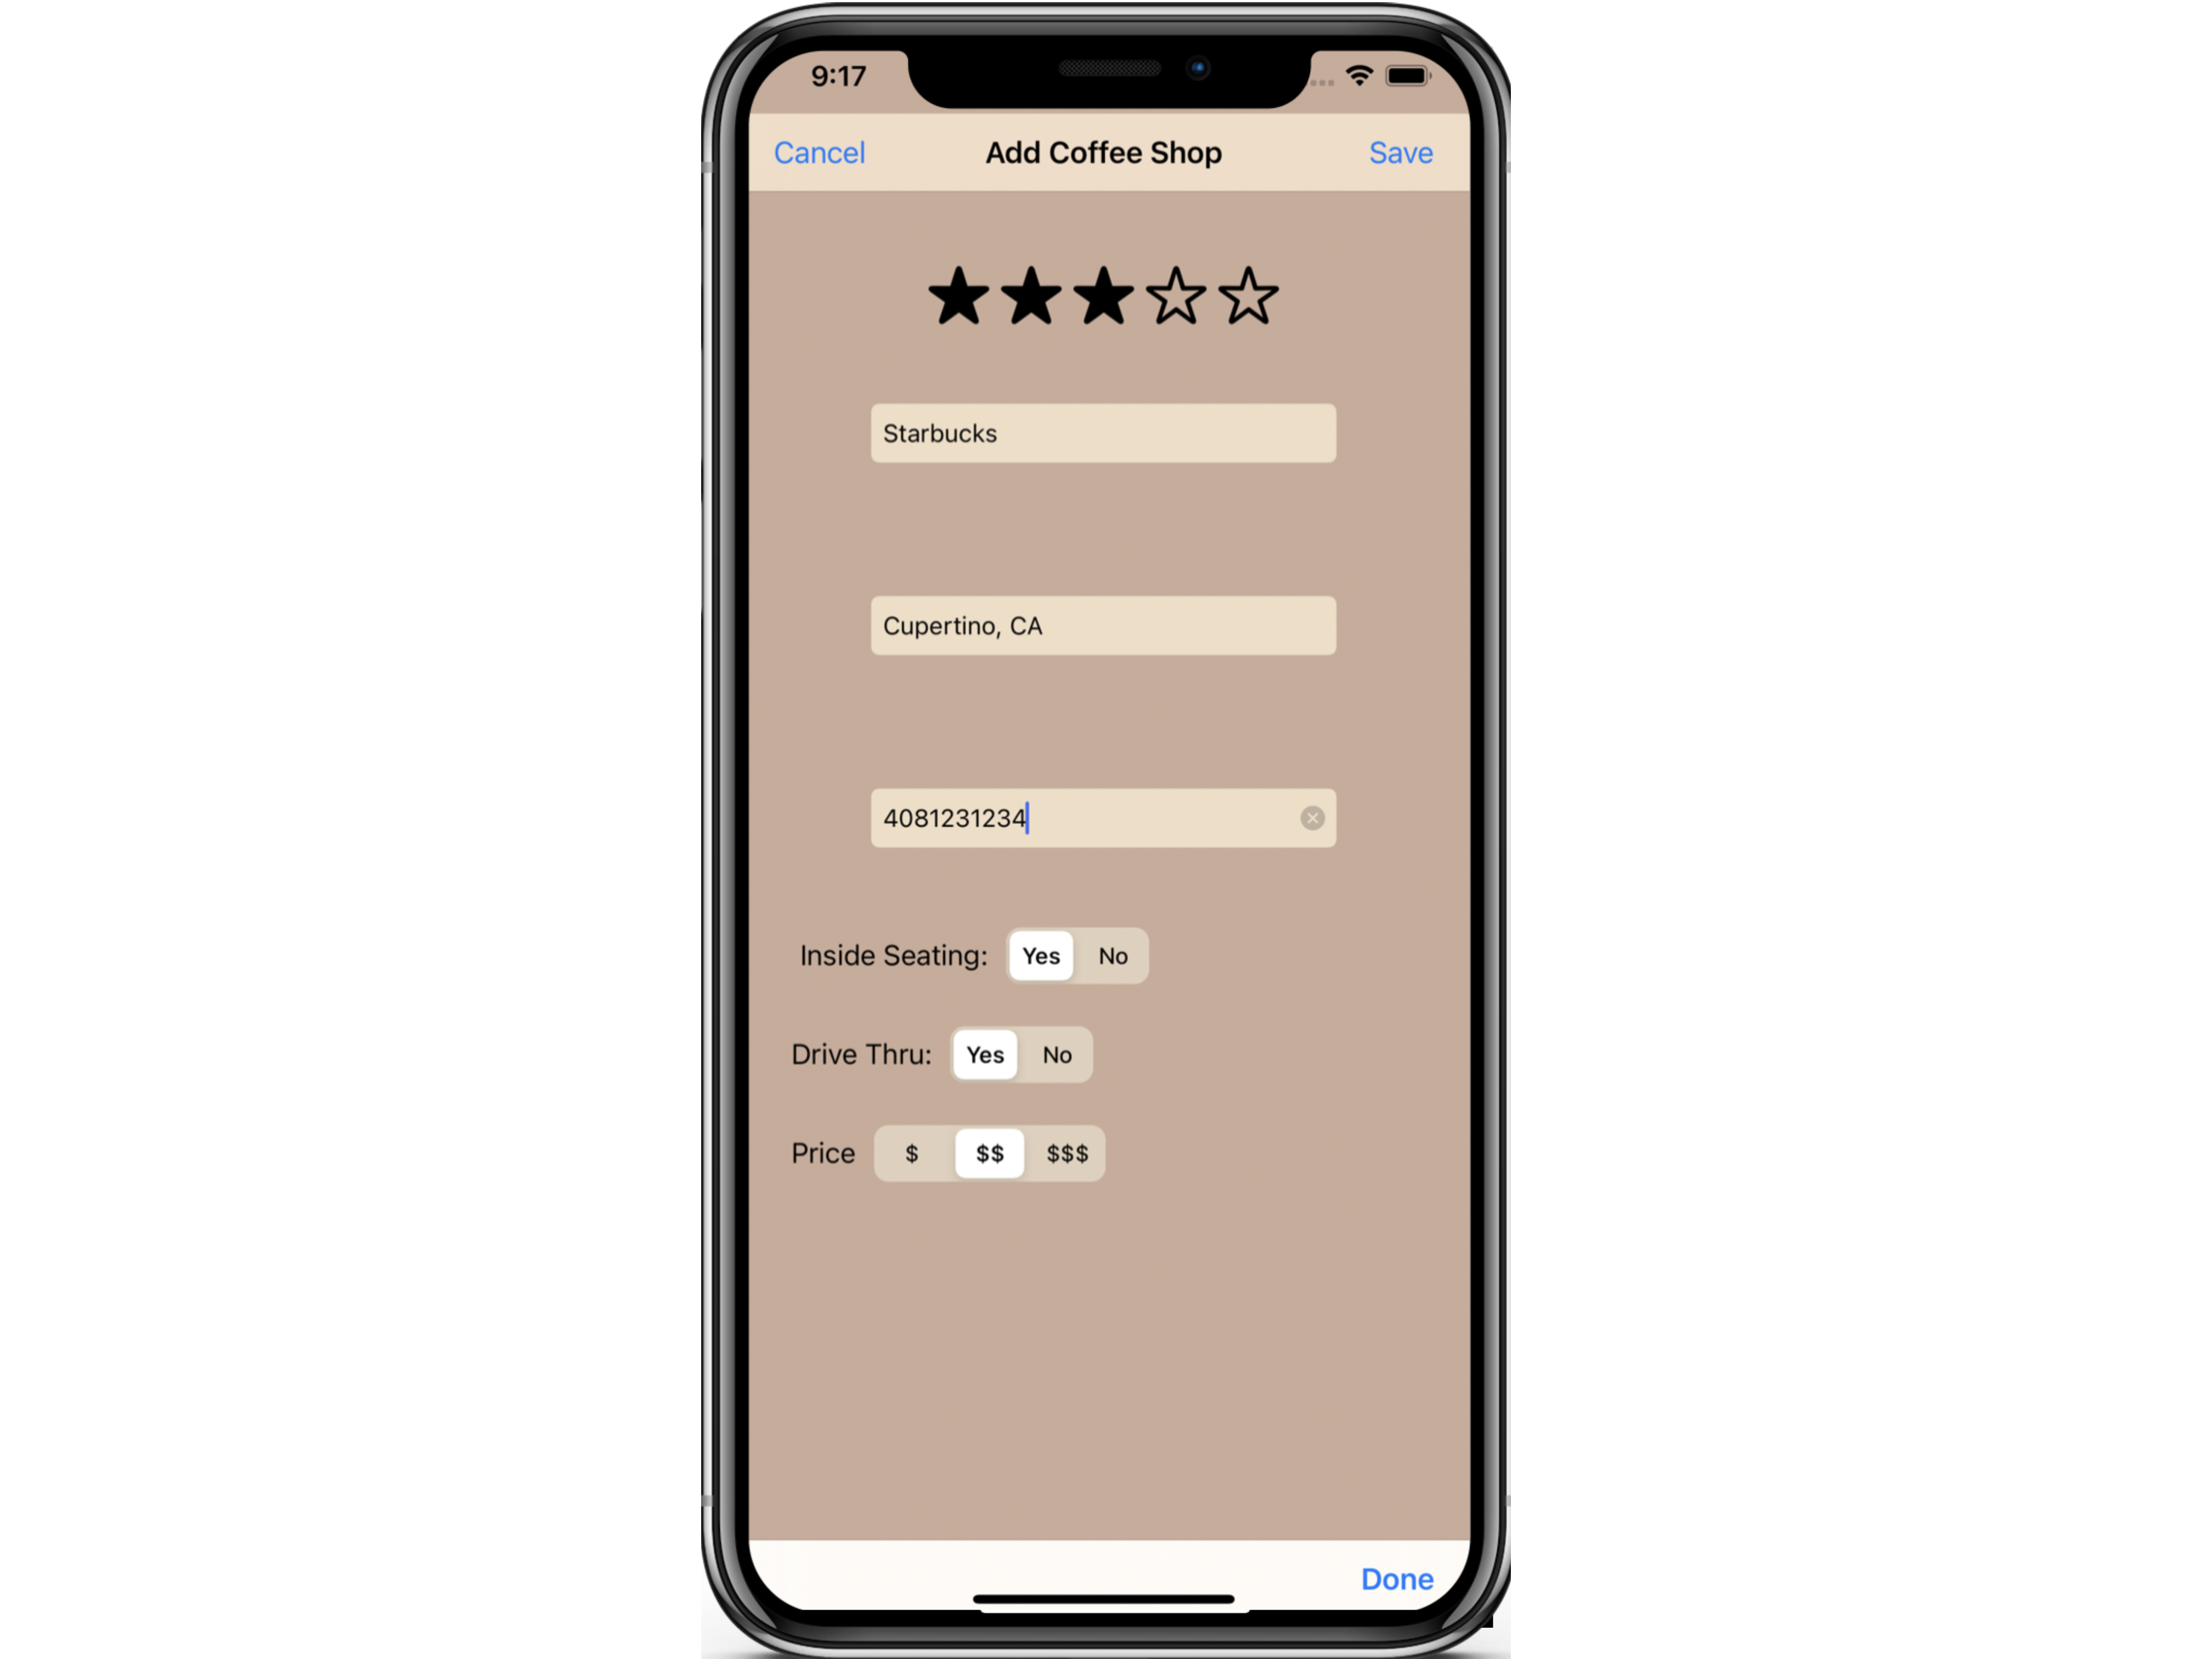 9:17
Cancel Add Coffee Shop Save
Starbucks
Cupertino, CA
4081231234
Inside Seating: Yes No
Drive Thru: Yes No
Price $ $$ $$$
Done